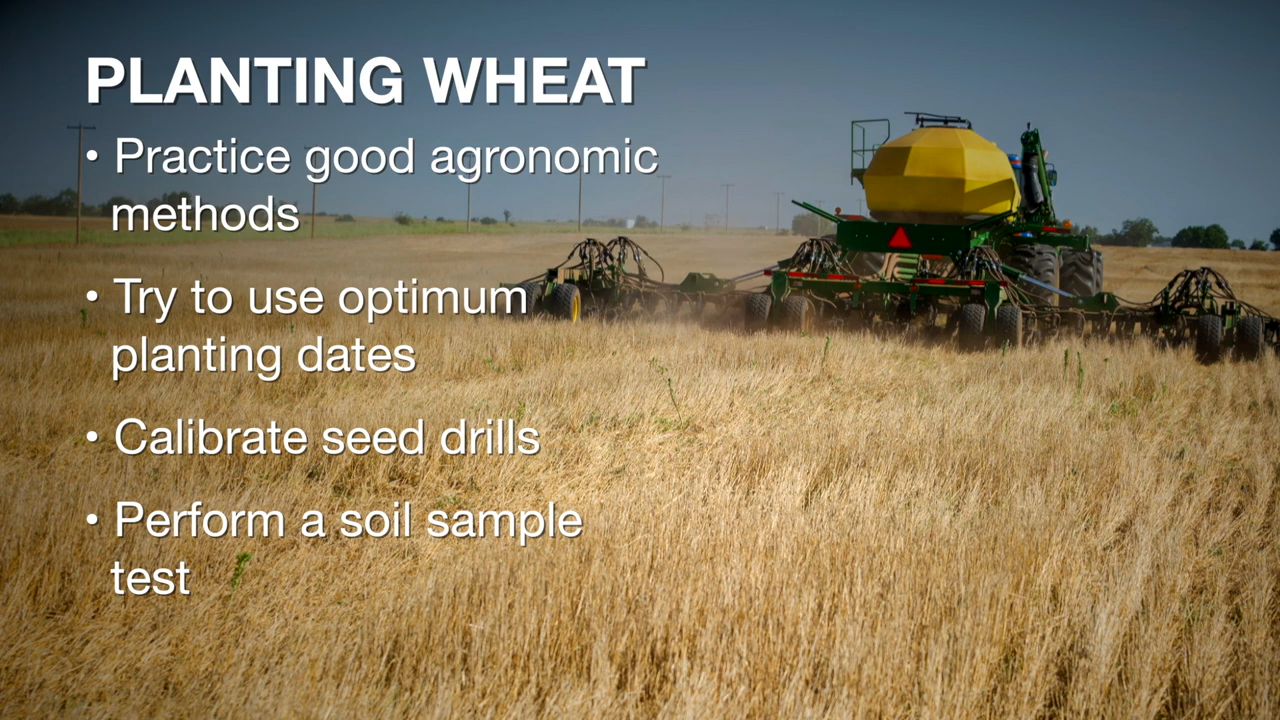 PLANTING WHEAT
• Practice good agronomic
methods
• Try to use optimum
planting dates
• Calibrate seed drills
• Perform a soil sample
test